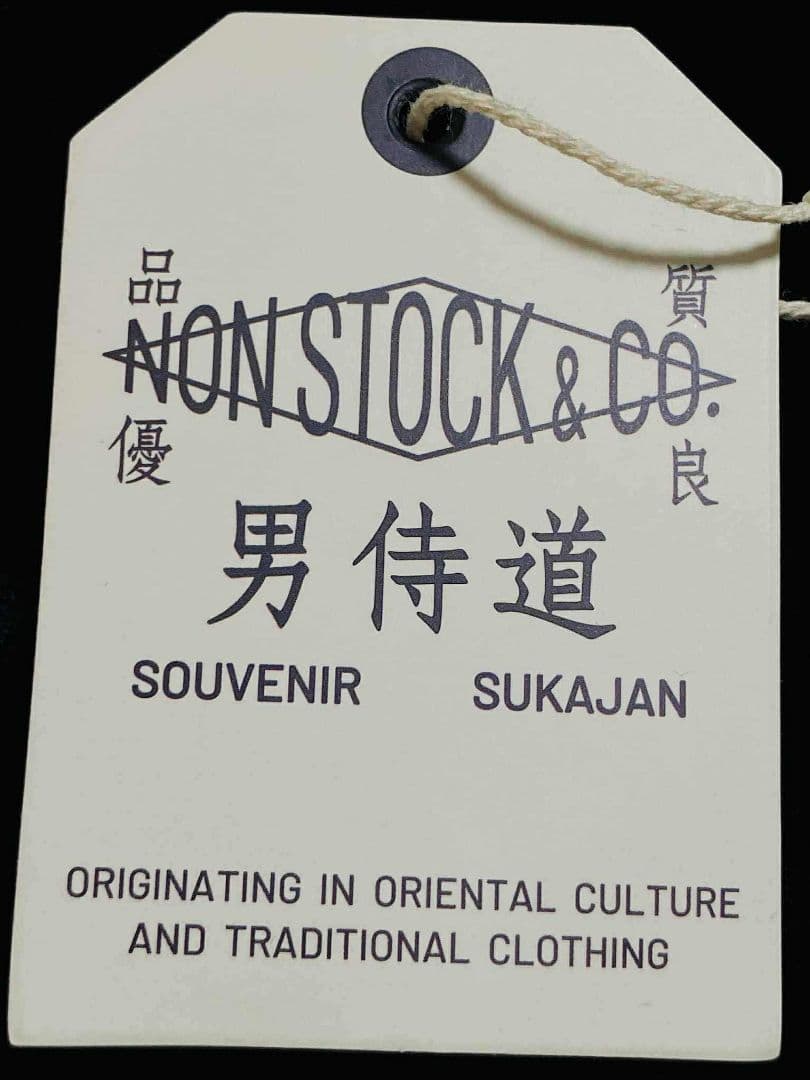 品 質
NON STOCK & CO.
優 良
男侍道
SOUVENIR SUKAJAN
ORIGINATING IN ORIENTAL CULTURE
AND TRADITIONAL CLOTHING